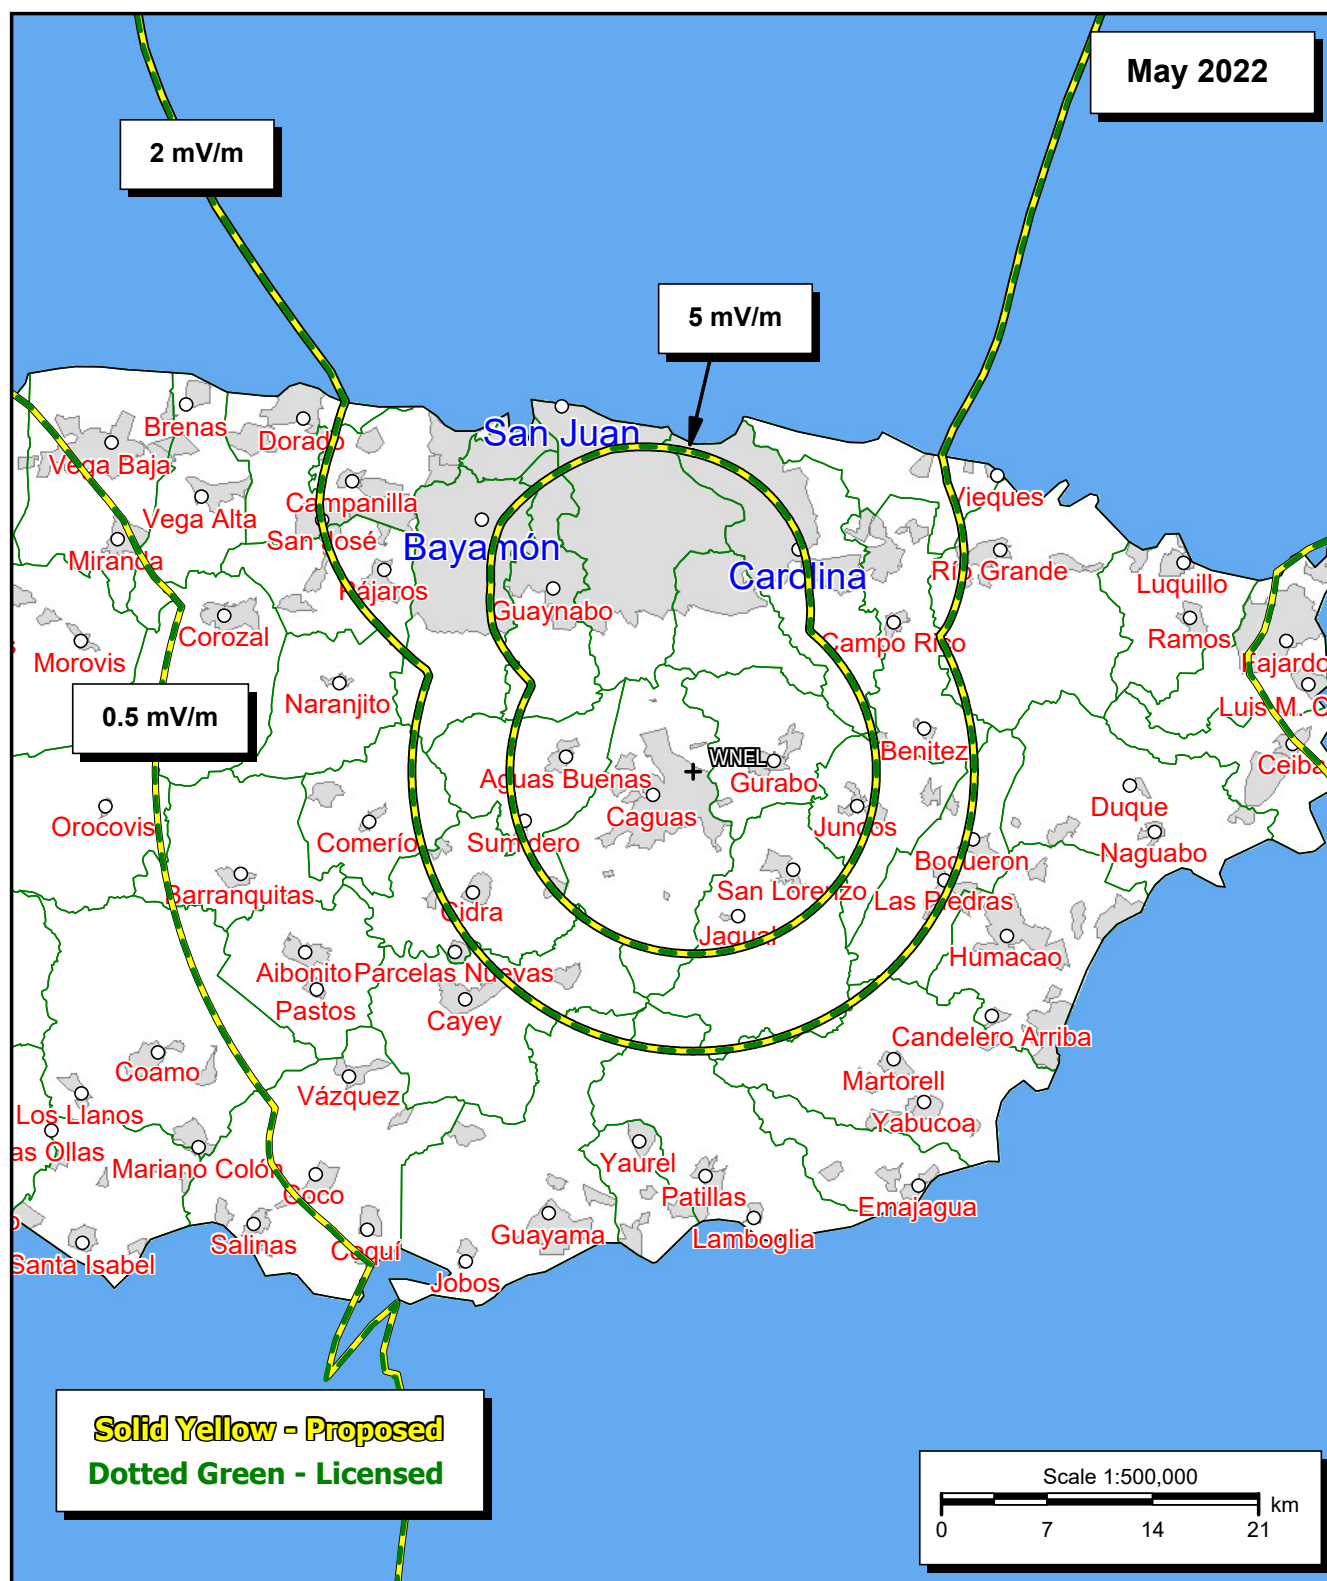 May 2022
2 mV/m
5 mV/m
Brenas
Dorado
San Juan
Vega Baja
Campanilla
Vieques
Vega Alta
San José
Bayamón
Miranda
Carolina
Río Grande
Luquillo
Pájaros
Guaynabo
Corozal
Campo Rico
Ramos
Morovis
Fajardo
Naranjito
Luis M. C
0.5 mV/m
Benitez
WNEL
Ceiba
Aguas Buenas
Gurabo
Duque
Orocovis
Caguas
Juncos
Comerío
Sumidero
Naguabo
Boqueron
Barranquitas
San Lorenzo
Las Piedras
Cidra
Jagual
Humacao
Aibonito
Parcelas Nuevas
Pastos
Cayey
Candelero Arriba
Coamo
Martorell
Vázquez
Los Llanos
Yabucoa
as Ollas
Mariano Colón
Yaurel
Coco
Patillas
Emajagua
Guayama
Salinas
Coquí
Lamboglia
Santa Isabel
Jobos
Solid Yellow - Proposed
Dotted Green - Licensed
Scale 1:500,000
km
0 7 14 21